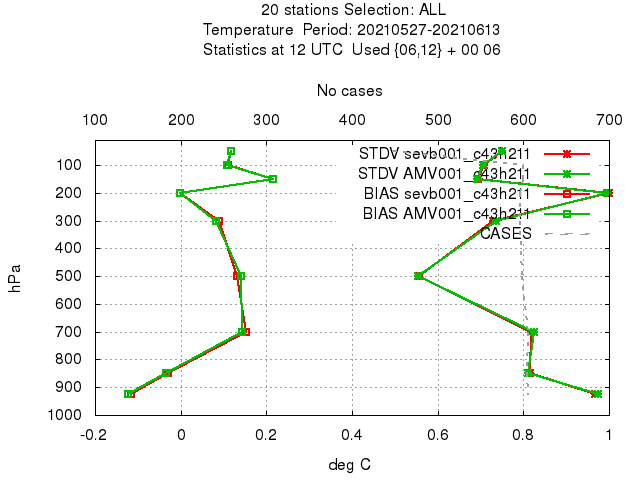 20 stations Selection: ALL
Temperature  Period: 20210527-20210613
Statistics at 12 UTC  Used {06,12} + 00 06
No cases
100 200 300 400 500 600 700
STDV sevb001_c43h211
STDV AMV001_c43h211
BIAS sevb001_c43h211
BIAS AMV001_c43h211
CASES
hPa
100
200
300
400
500
600
700
800
900
1000
-0.2 0 0.2 0.4 0.6 0.8 1
deg C